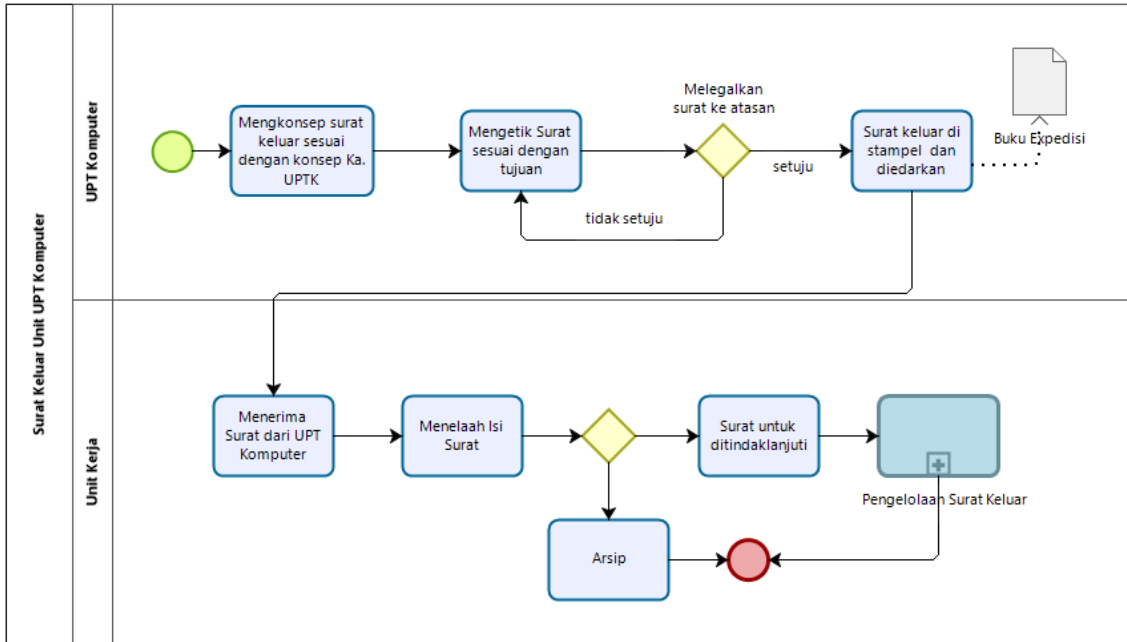 Surat Keluar Unit UPT Komputer
UPT Komputer
Mengkonsep surat
keluar sesuai
dengan konsep Ka.
UPTK
Mengetik Surat
sesuai dengan
tujuan
Melegalkan
surat ke atasan
setuju
tidak setuju
Surat keluar di
stampel dan
diedarkan
Buku Expedisi
Unit Kerja
Menerima
Surat dari UPT
Komputer
Menelaah Isi
Surat
Surat untuk
ditindaklanjuti
Pengelolaan Surat Keluar
Arsip